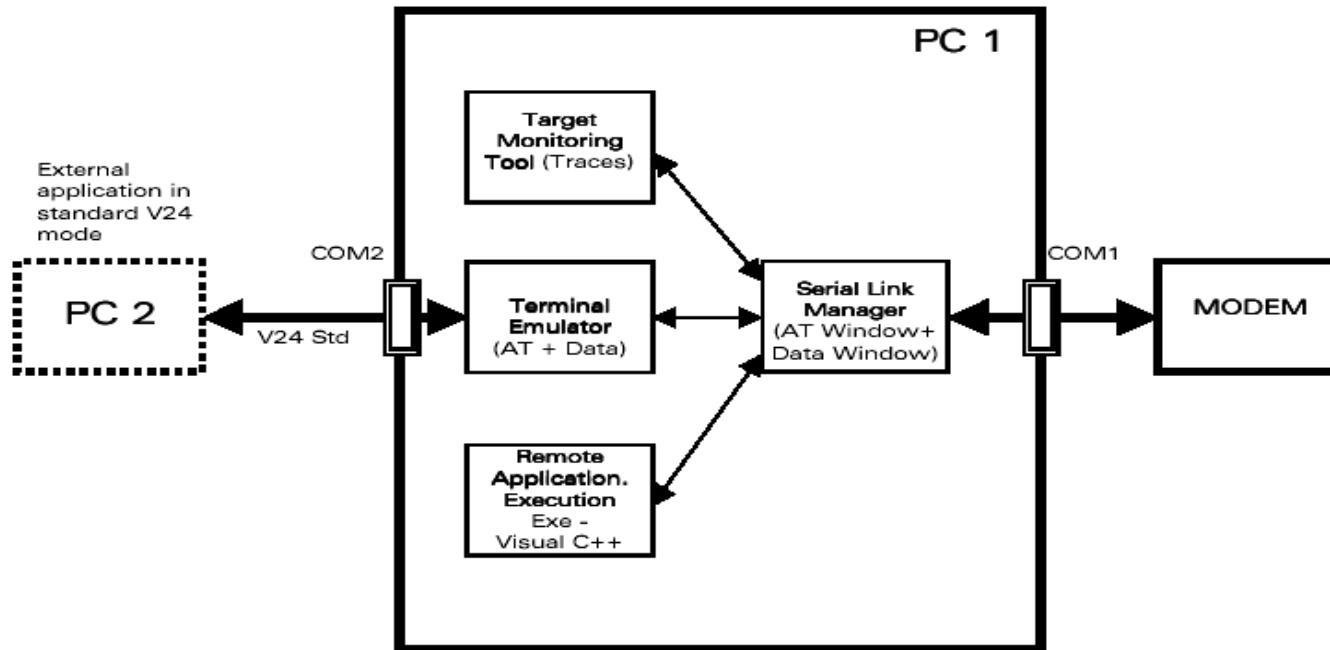 PC 1
Target
Monitoring
Tool (Traces)
External
application in
standard V24
mode
COM2
COM1
PC 2
V24 Std
Terminal
Emulator
(AT + Data)
Serial Link
Manager
(AT Window+
Data Window)
MODEM
Remote
Application.
Execution
Exe -
Visual C++